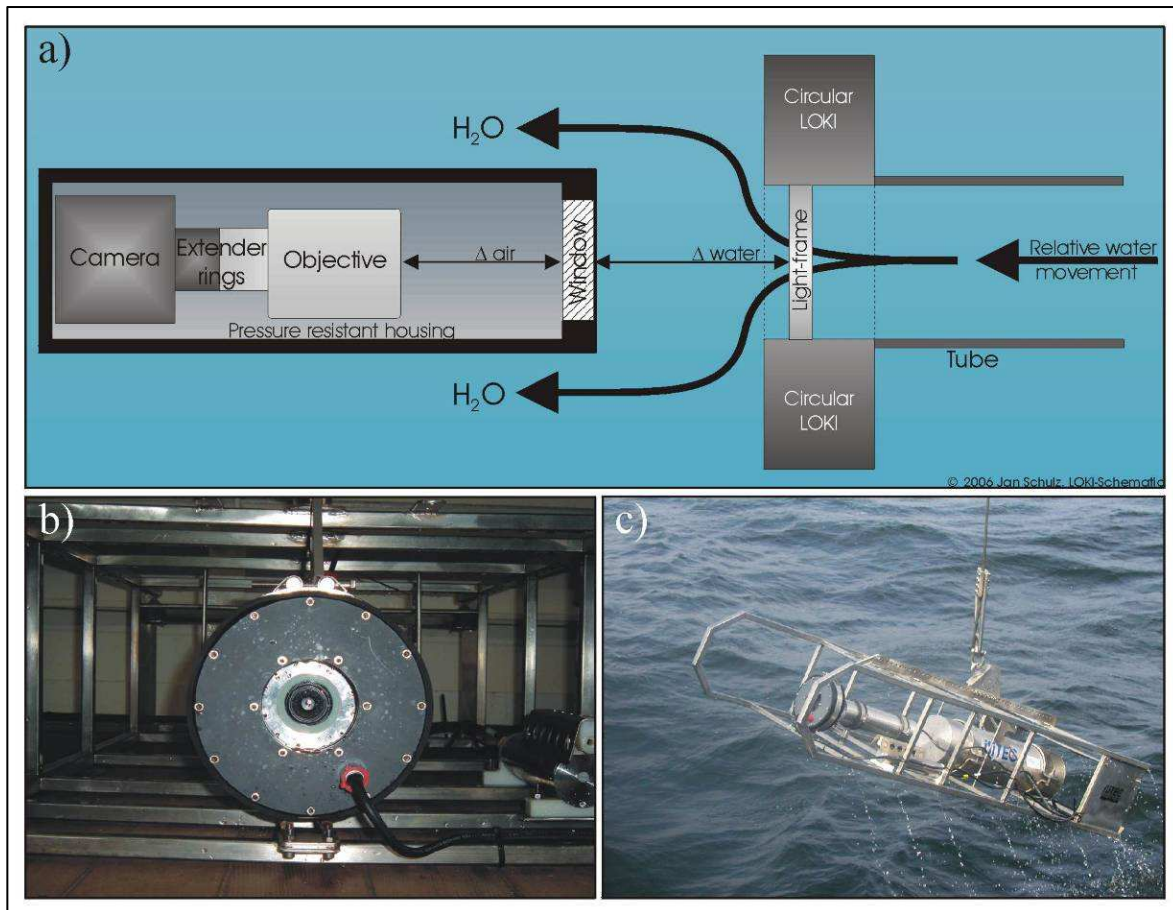 a)
Circular
LOKI
H₂O
Camera
Extender
rings
Objective
Δ air
Window
Δ water
Light-frame
Relative water
movement
Pressure resistant housing
Tube
H₂O
Circular
LOKI
© 2006 Jan Schulz. LOKI-Schematic
b)
c)